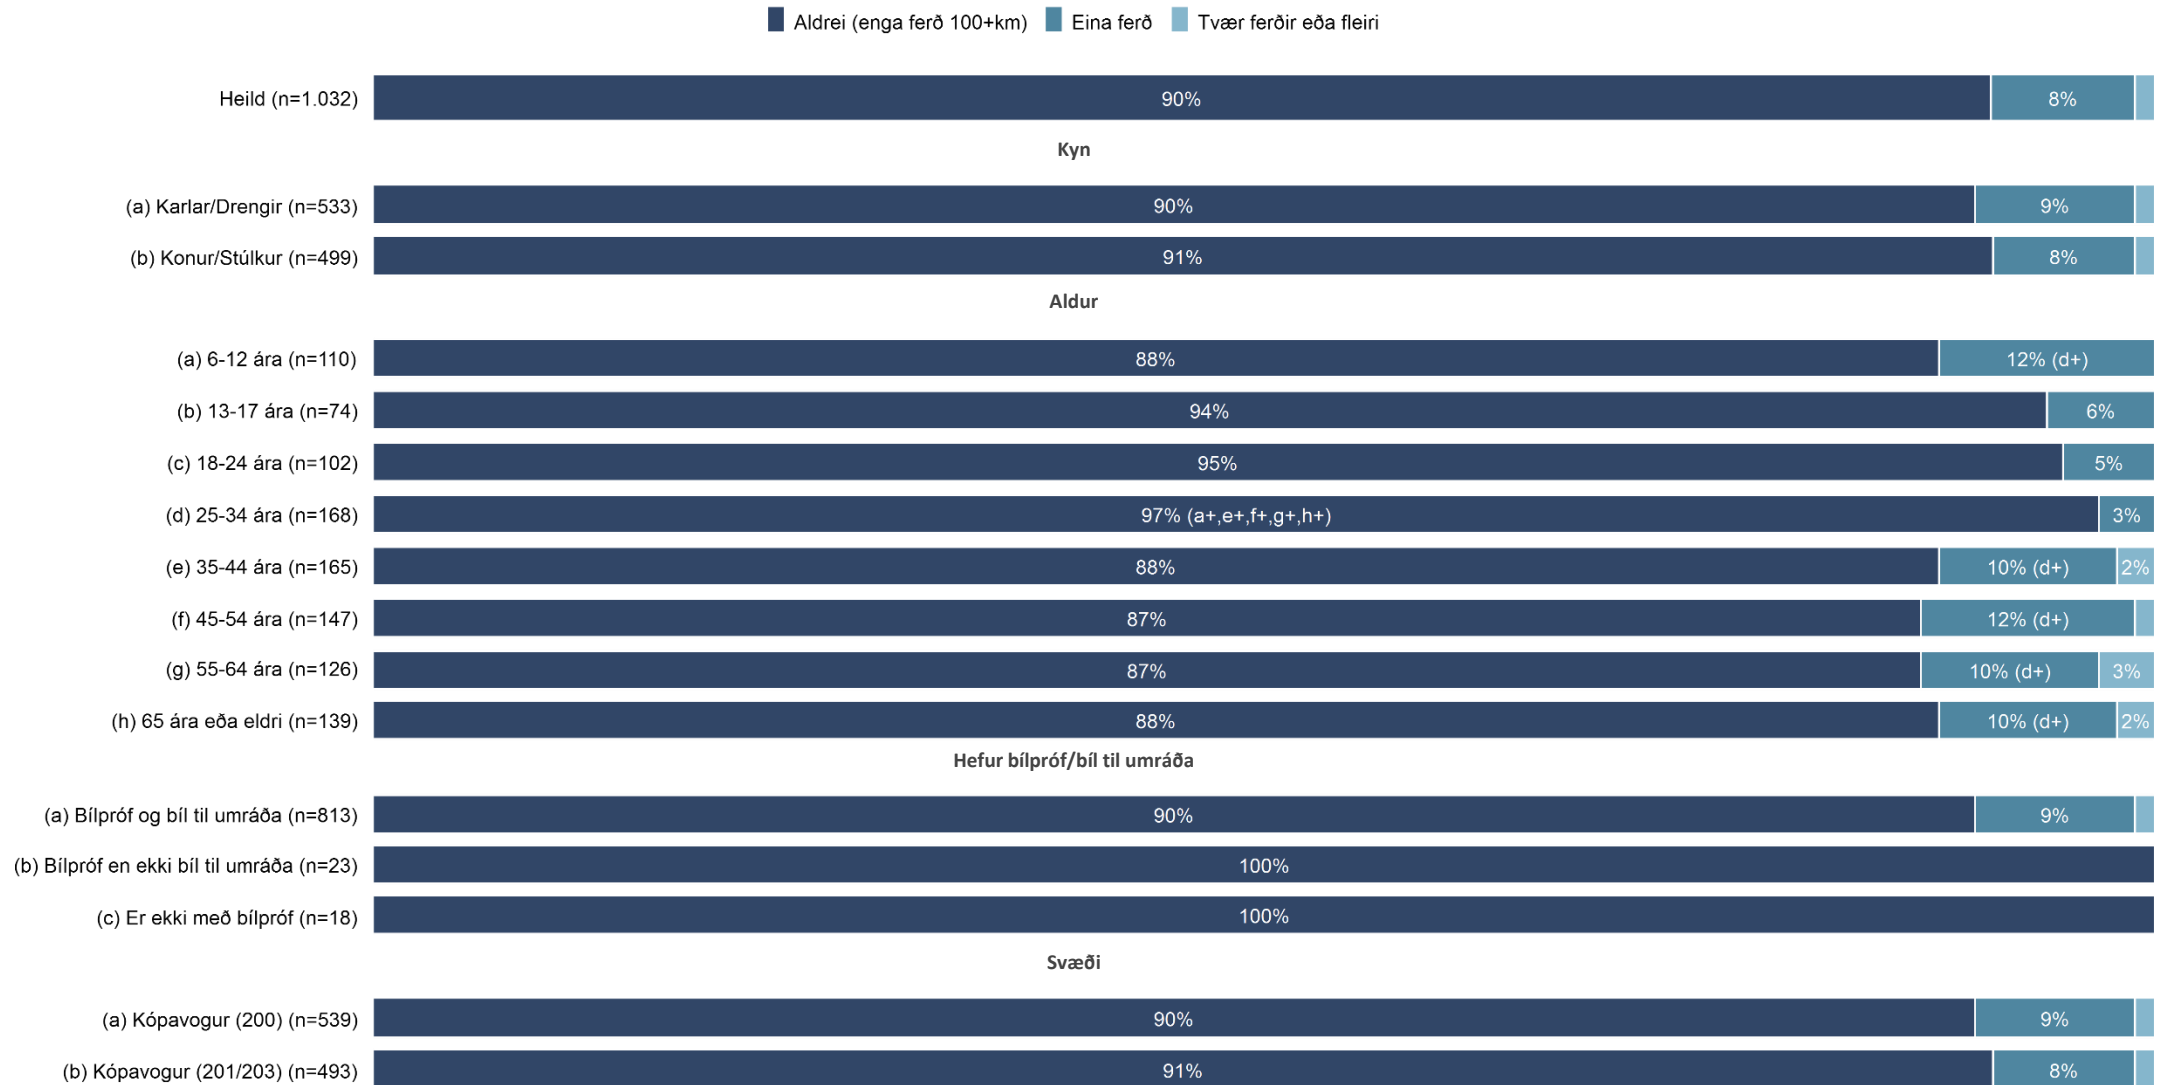 Aldrei (enga ferð 100+km) Eina ferð Tvær ferðir eða fleiri
Heild (n=1.032) 90% 8%
Kyn
(a) Karlar/Drengir (n=533) 90% 9%
(b) Konur/Stúlkur (n=499) 91% 8%
Aldur
(a) 6-12 ára (n=110) 88% 12% (d+)
(b) 13-17 ára (n=74) 94% 6%
(c) 18-24 ára (n=102) 95% 5%
(d) 25-34 ára (n=168) 97% (a+,e+,f+,g+,h+) 3%
(e) 35-44 ára (n=165) 88% 10% (d+) 2%
(f) 45-54 ára (n=147) 87% 12% (d+)
(g) 55-64 ára (n=126) 87% 10% (d+) 3%
(h) 65 ára eða eldri (n=139) 88% 10% (d+) 2%
Hefur bílpróf/bíl til umráða
(a) Bílpróf og bíl til umráða (n=813) 90% 9%
(b) Bílpróf en ekki bíl til umráða (n=23) 100%
(c) Er ekki með bílpróf (n=18) 100%
Svæði
(a) Kópavogur (200) (n=539) 90% 9%
(b) Kópavogur (201/203) (n=493) 91% 8%